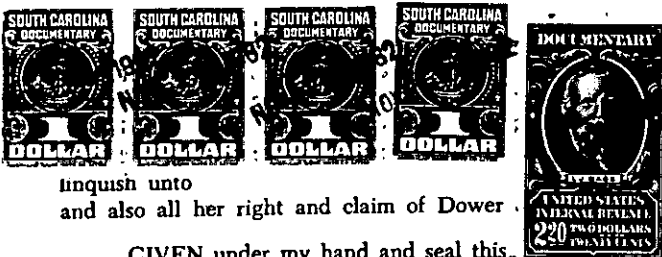 SOUTH CAROLINA
DOCUMENTARY
1
DOLLAR
SOUTH CAROLINA
DOCUMENTARY
1
DOLLAR
SOUTH CAROLINA
DOCUMENTARY
1
DOLLAR
SOUTH CAROLINA
DOCUMENTARY
1
DOLLAR
DOCUMENTARY
UNITED STATES
INTERNAL REVENUE
2 20 TWO DOLLARS
TWENTY CENTS
linquish unto
and also all her right and claim of Dower
GIVEN under my hand and seal this